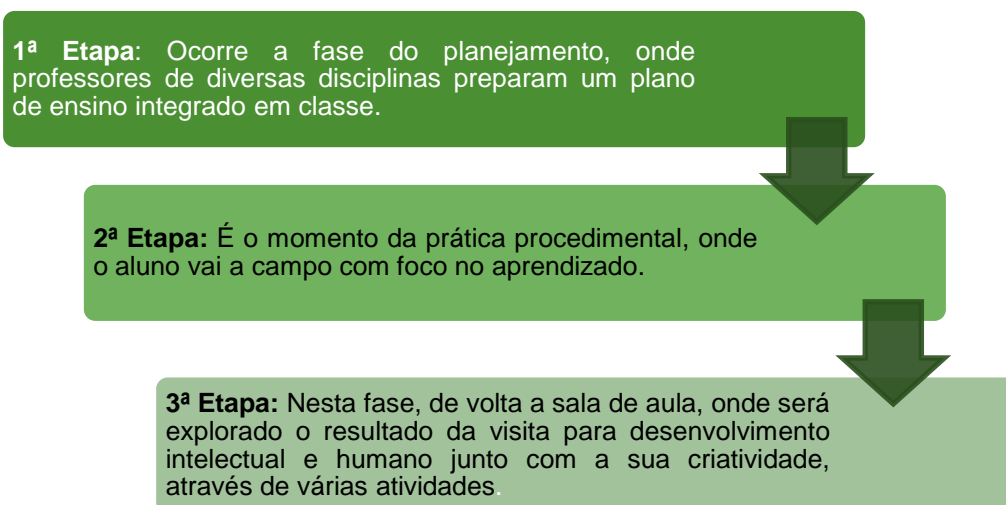 1ª Etapa: Ocorre a fase do planejamento, onde
professores de diversas disciplinas preparam um plano
de ensino integrado em classe.
2ª Etapa: É o momento da prática procedimental, onde
o aluno vai a campo com foco no aprendizado.
3ª Etapa: Nesta fase, de volta a sala de aula, onde será
explorado o resultado da visita para desenvolvimento
intelectual e humano junto com a sua criatividade,
através de várias atividades.